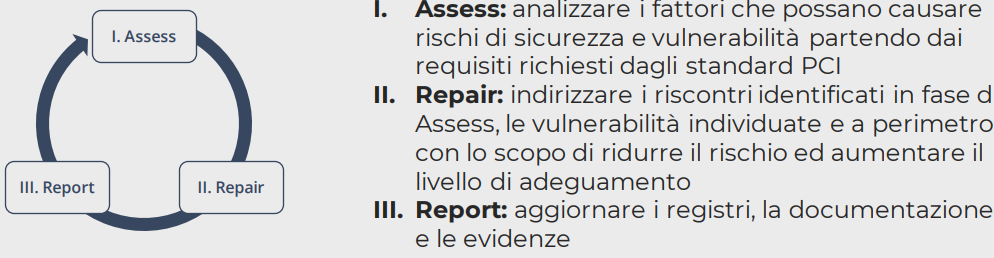 I. Assess
III. Report
II. Repair
I. Assess: analizzare i fattori che possano causare
rischi di sicurezza e vulnerabilità partendo dai
requisiti richiesti dagli standard PCI
II. Repair: indirizzare i riscontri identificati in fase d
Assess, le vulnerabilità individuate e a perimetro
con lo scopo di ridurre il rischio ed aumentare il
livello di adeguamento
III. Report: aggiornare i registri, la documentazione
e le evidenze